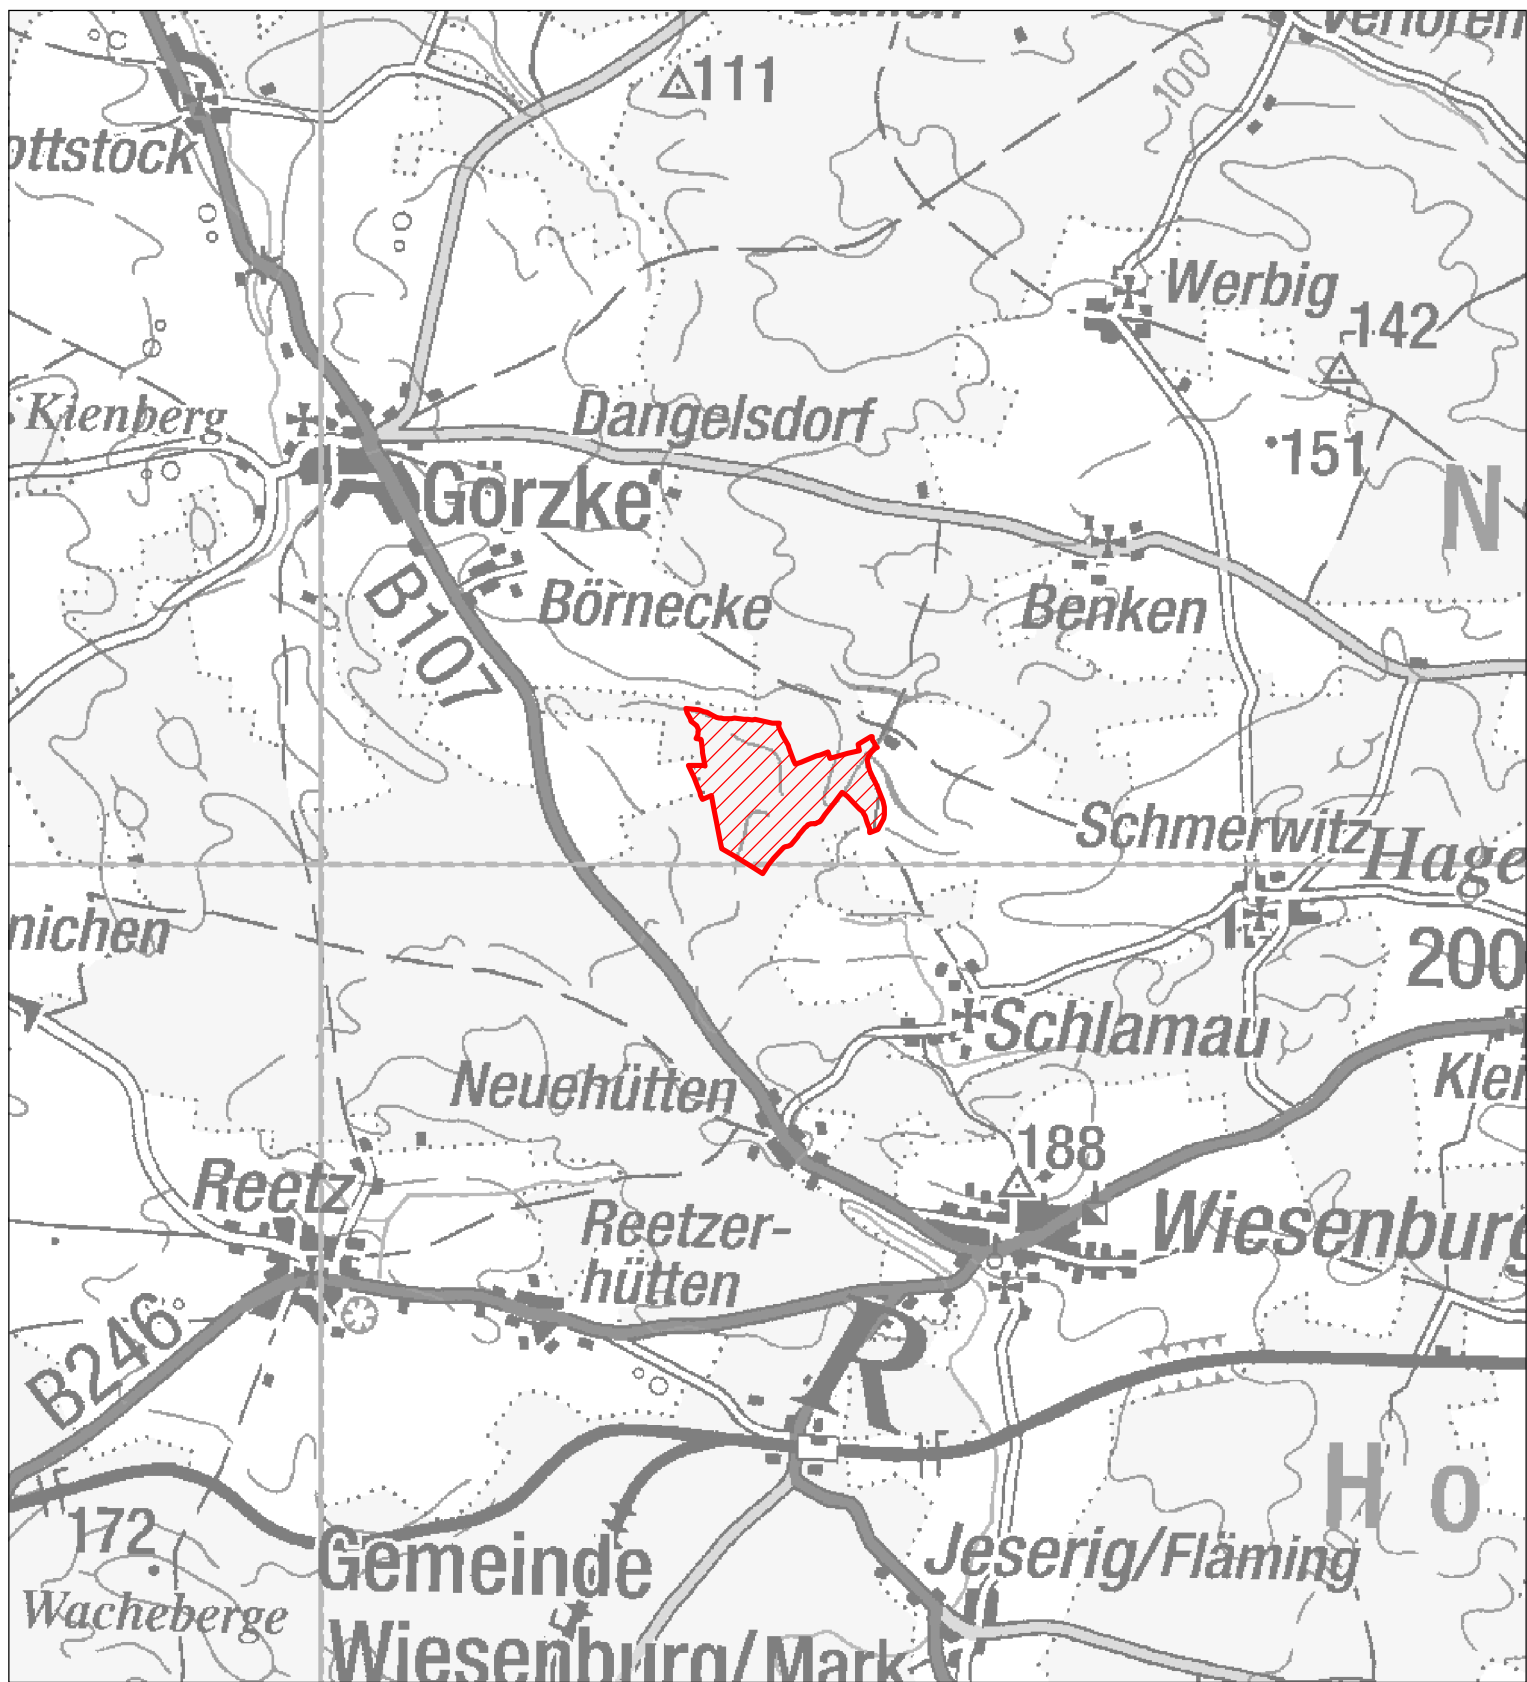 111
100
ottstock
Werbig
142
Kienberg
Dangelsdorf
151
N
Görzke
B107
Börnecke
Benken
Schmerwitz
Hage
nichen
200
Schlamau
Neuehütten
Klei
188
Reetz
Reetzer-
hütten
Wiesenburg
B246
R
172
H o
Gemeinde
Wiesenburg/Mark
Jeserig/Fläming
Wacheberge